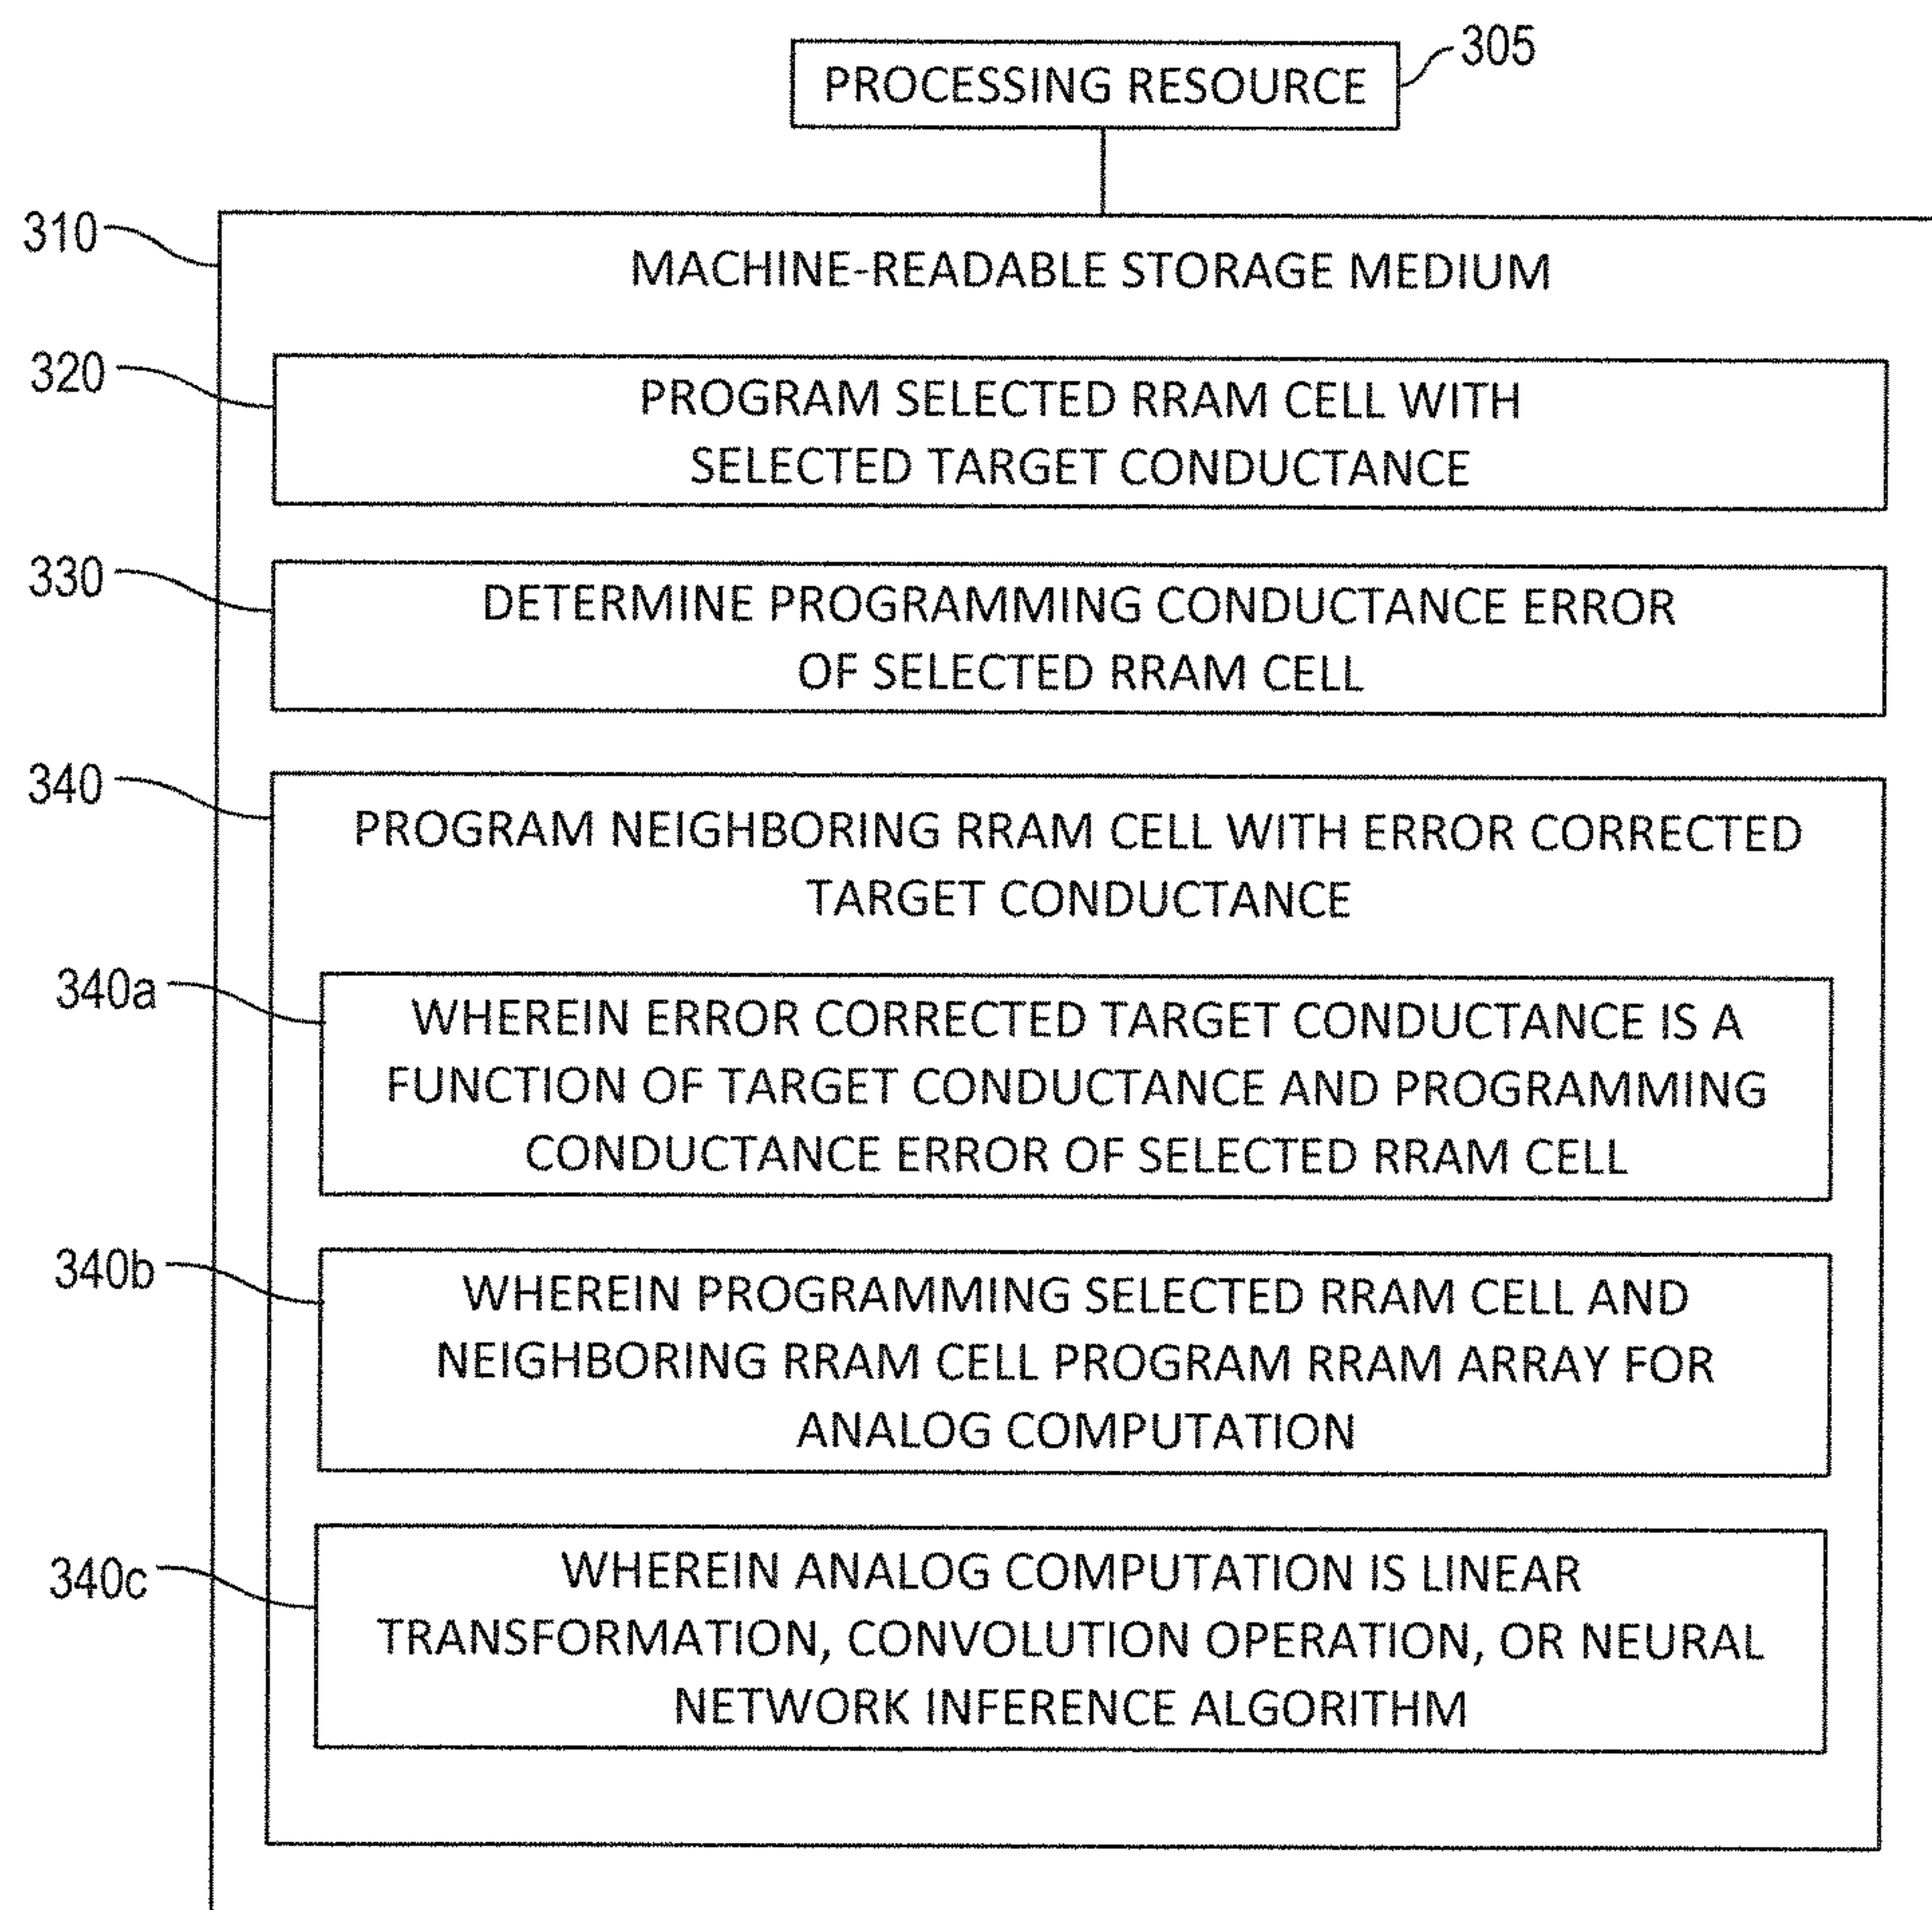 PROCESSING RESOURCE
305
310
MACHINE-READABLE STORAGE MEDIUM
320
PROGRAM SELECTED RRAM CELL WITH
SELECTED TARGET CONDUCTANCE
330
DETERMINE PROGRAMMING CONDUCTANCE ERROR
OF SELECTED RRAM CELL
340
PROGRAM NEIGHBORING RRAM CELL WITH ERROR CORRECTED
TARGET CONDUCTANCE
340a
WHEREIN ERROR CORRECTED TARGET CONDUCTANCE IS A
FUNCTION OF TARGET CONDUCTANCE AND PROGRAMMING
CONDUCTANCE ERROR OF SELECTED RRAM CELL
340b
WHEREIN PROGRAMMING SELECTED RRAM CELL AND
NEIGHBORING RRAM CELL PROGRAM RRAM ARRAY FOR
ANALOG COMPUTATION
340c
WHEREIN ANALOG COMPUTATION IS LINEAR
TRANSFORMATION, CONVOLUTION OPERATION, OR NEURAL
NETWORK INFERENCE ALGORITHM